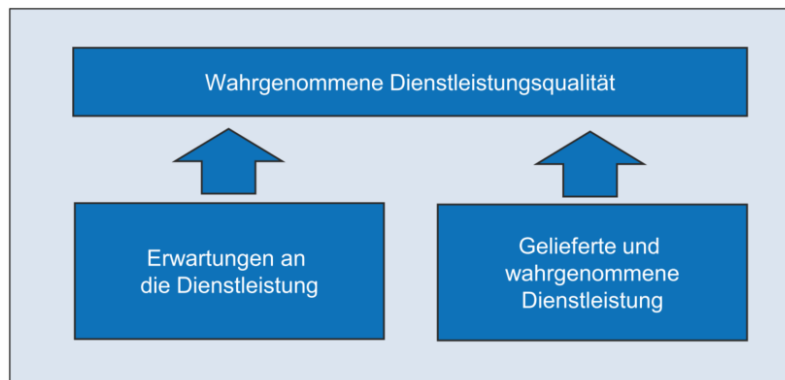 Wahrgenommene Dienstleistungsqualität
Erwartungen an
die Dienstleistung
Gelieferte und
wahrgenommene
Dienstleistung